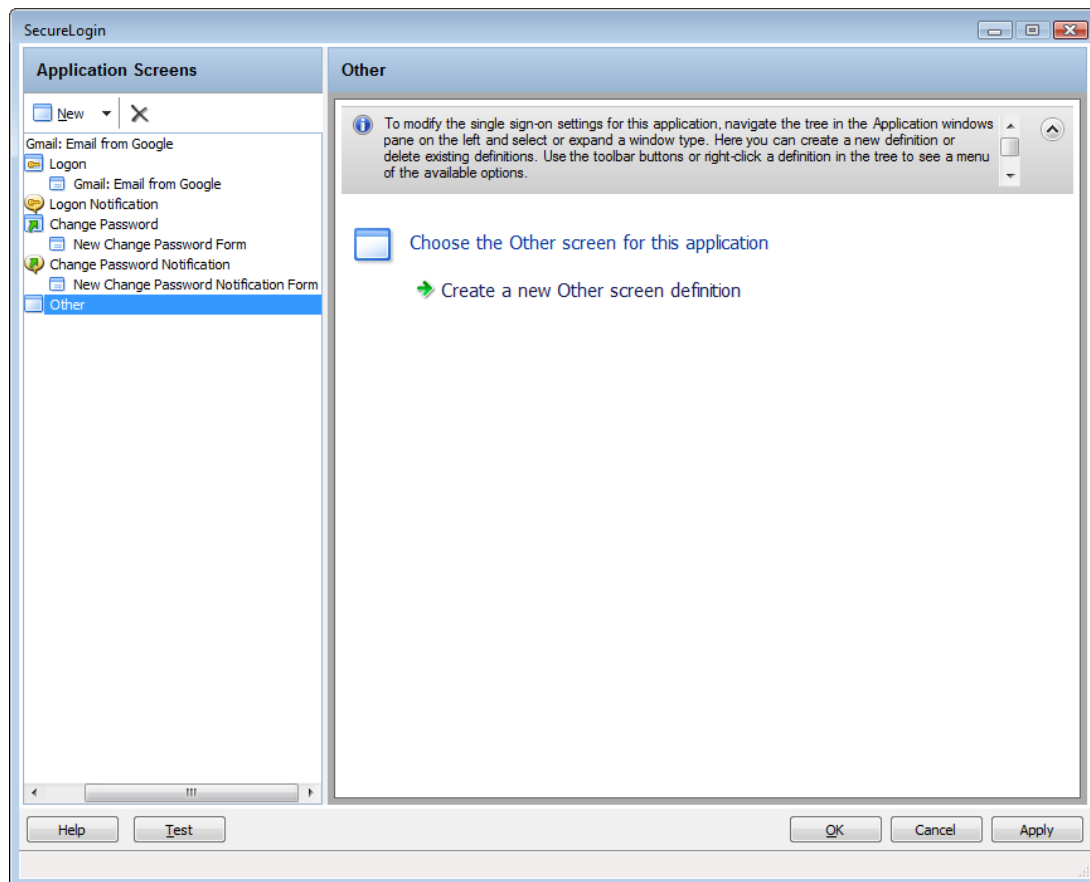 SecureLogin
Application Screens
Other
New
Gmail: Email from Google
Logon
Gmail: Email from Google
Logon Notification
Change Password
New Change Password Form
Change Password Notification
New Change Password Notification Form
Other
To modify the single sign-on settings for this application, navigate the tree in the Application windows
pane on the left and select or expand a window type. Here you can create a new definition or
delete existing definitions. Use the toolbar buttons or right-click a definition in the tree to see a menu
of the available options.
Choose the Other screen for this application
Create a new Other screen definition
Help
Test
OK
Cancel
Apply